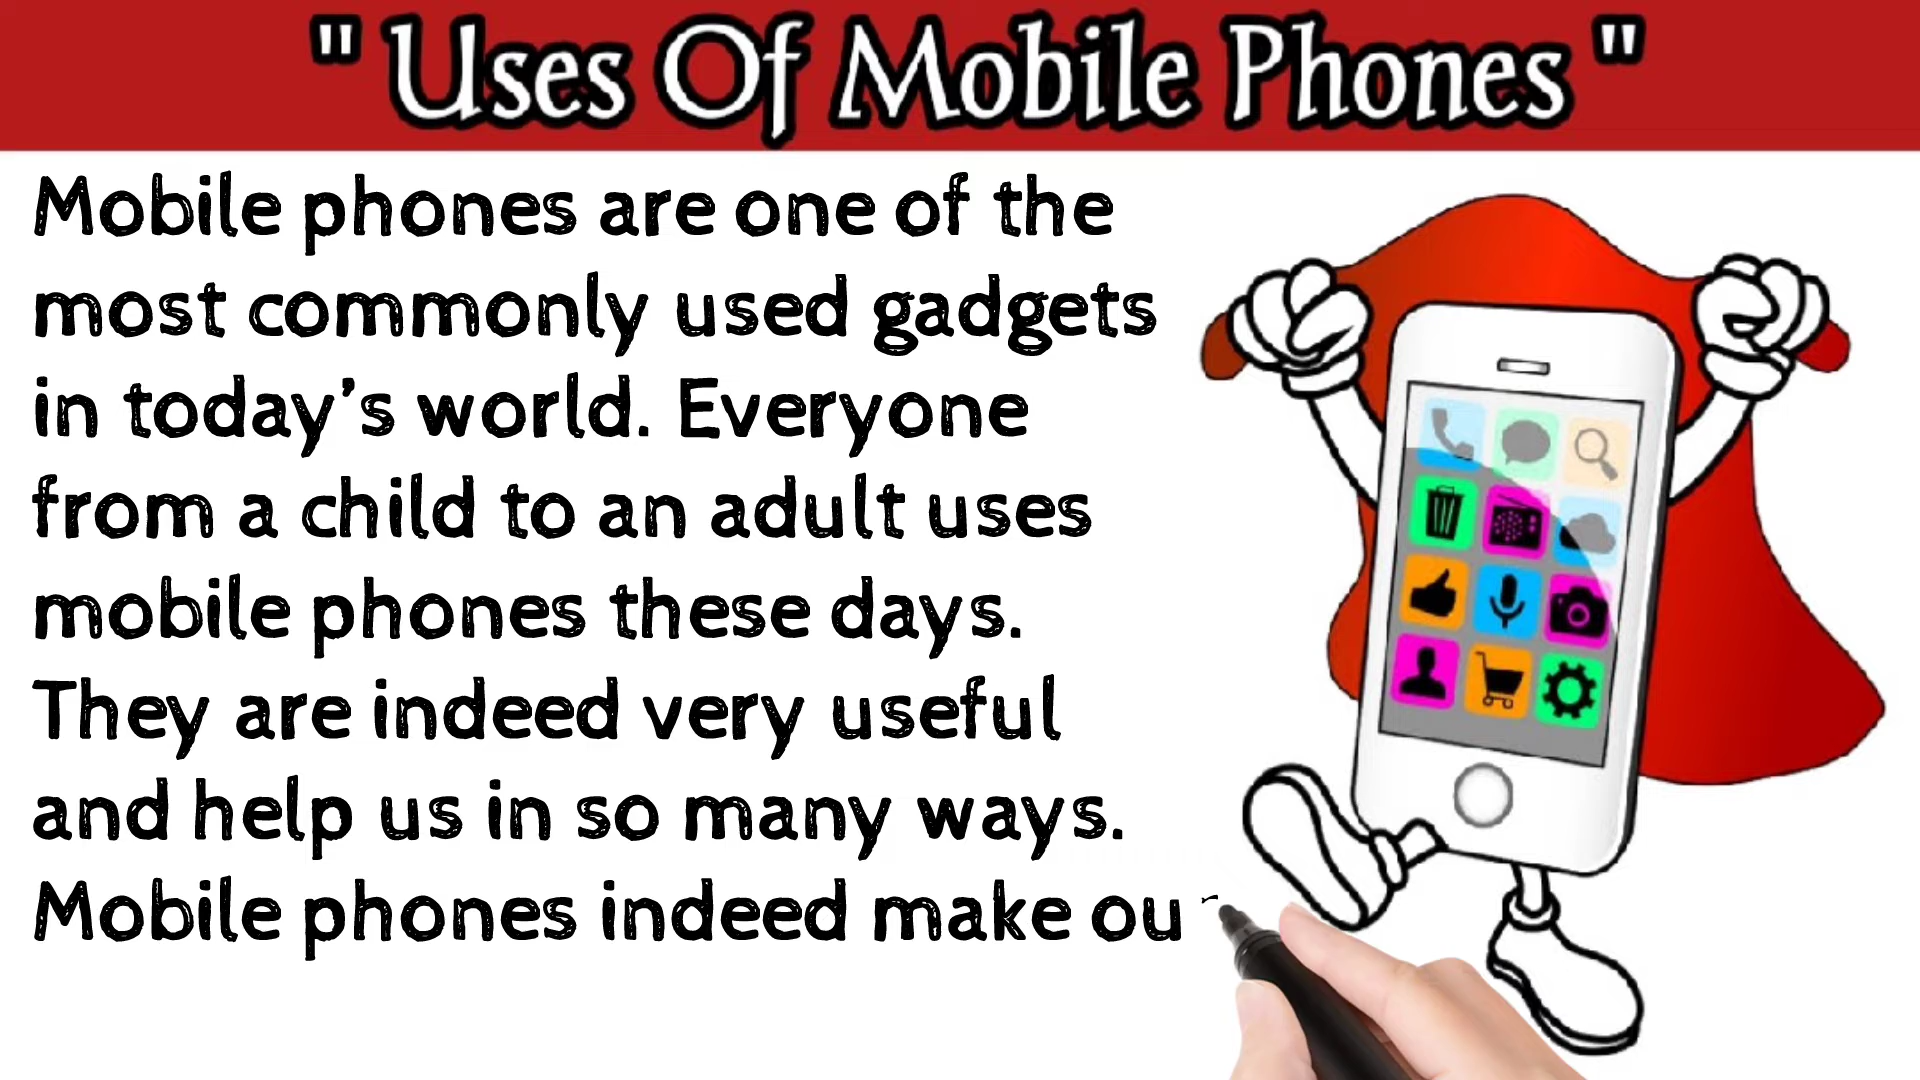 " Uses Of Mobile Phones "
Mobile phones are one of the
most commonly used gadgets
in today's world. Everyone
from a child to an adult uses
mobile phones these days.
They are indeed very useful
and help us in so many ways.
Mobile phones indeed make ou